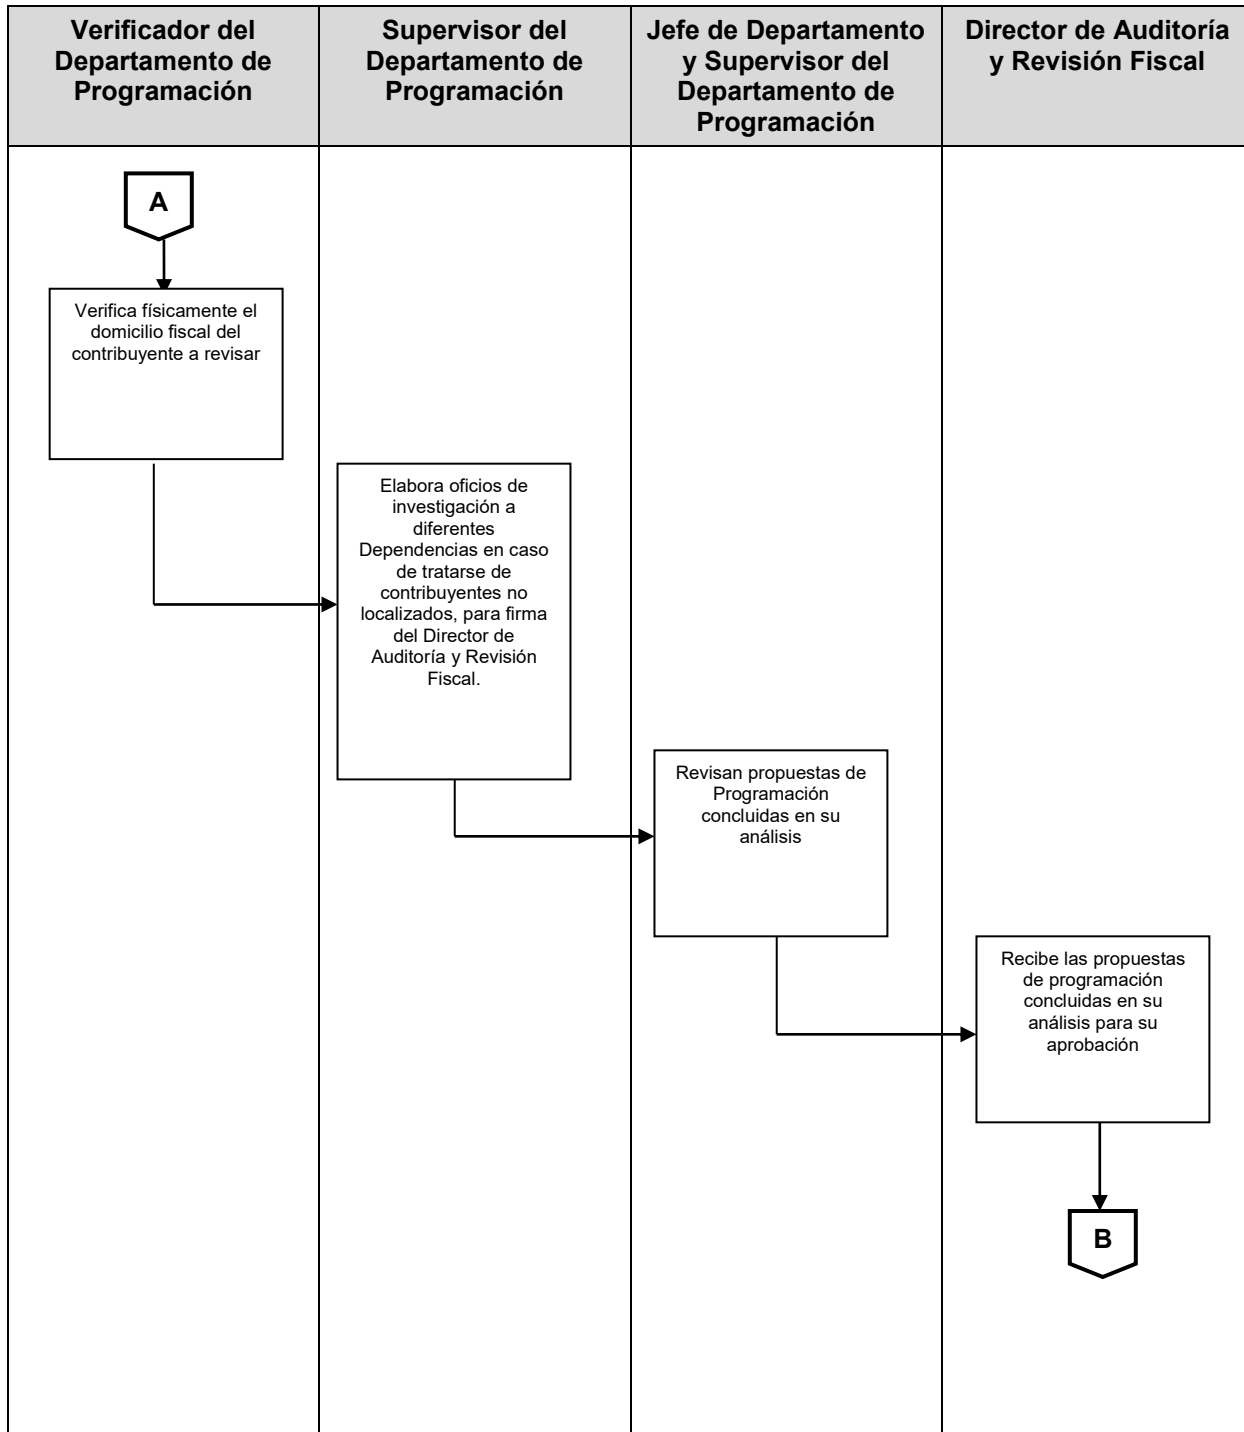 Verificador del
Departamento de
Programación
Supervisor del
Departamento de
Programación
Jefe de Departamento
y Supervisor del
Departamento de
Programación
Director de Auditoría
y Revisión Fiscal
A
Verifica físicamente el
domicilio fiscal del
contribuyente a revisar
Elabora oficios de
investigación a
diferentes
Dependencias en caso
de tratarse de
contribuyentes no
localizados, para firma
del Director de
Auditoría y Revisión
Fiscal.
Revisan propuestas de
Programación
concluidas en su
análisis
Recibe las propuestas
de programación
concluidas en su
análisis para su
aprobación
B